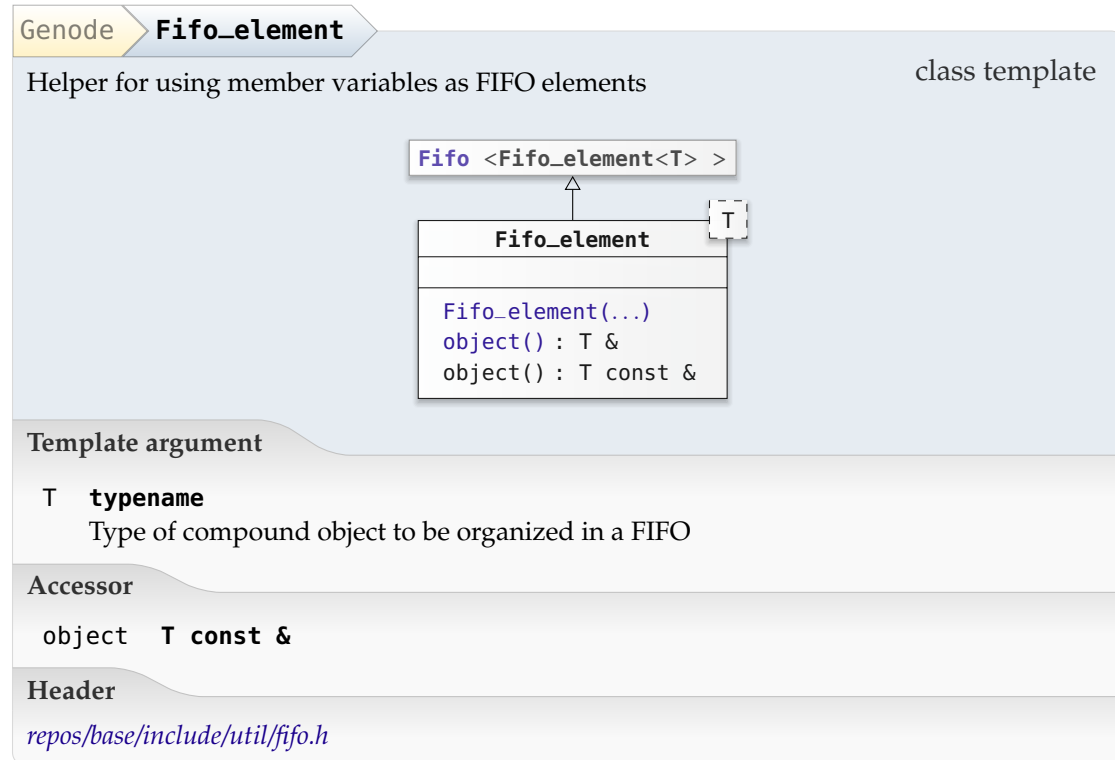 Genode Fifo_element
class template
Helper for using member variables as FIFO elements
Fifo <Fifo_element<T> >
T
Fifo_element
Fifo_element(...)
object() : T &
object() : T const &
Template argument
T typename
Type of compound object to be organized in a FIFO
Accessor
object T const &
Header
repos/base/include/util/fifo.h